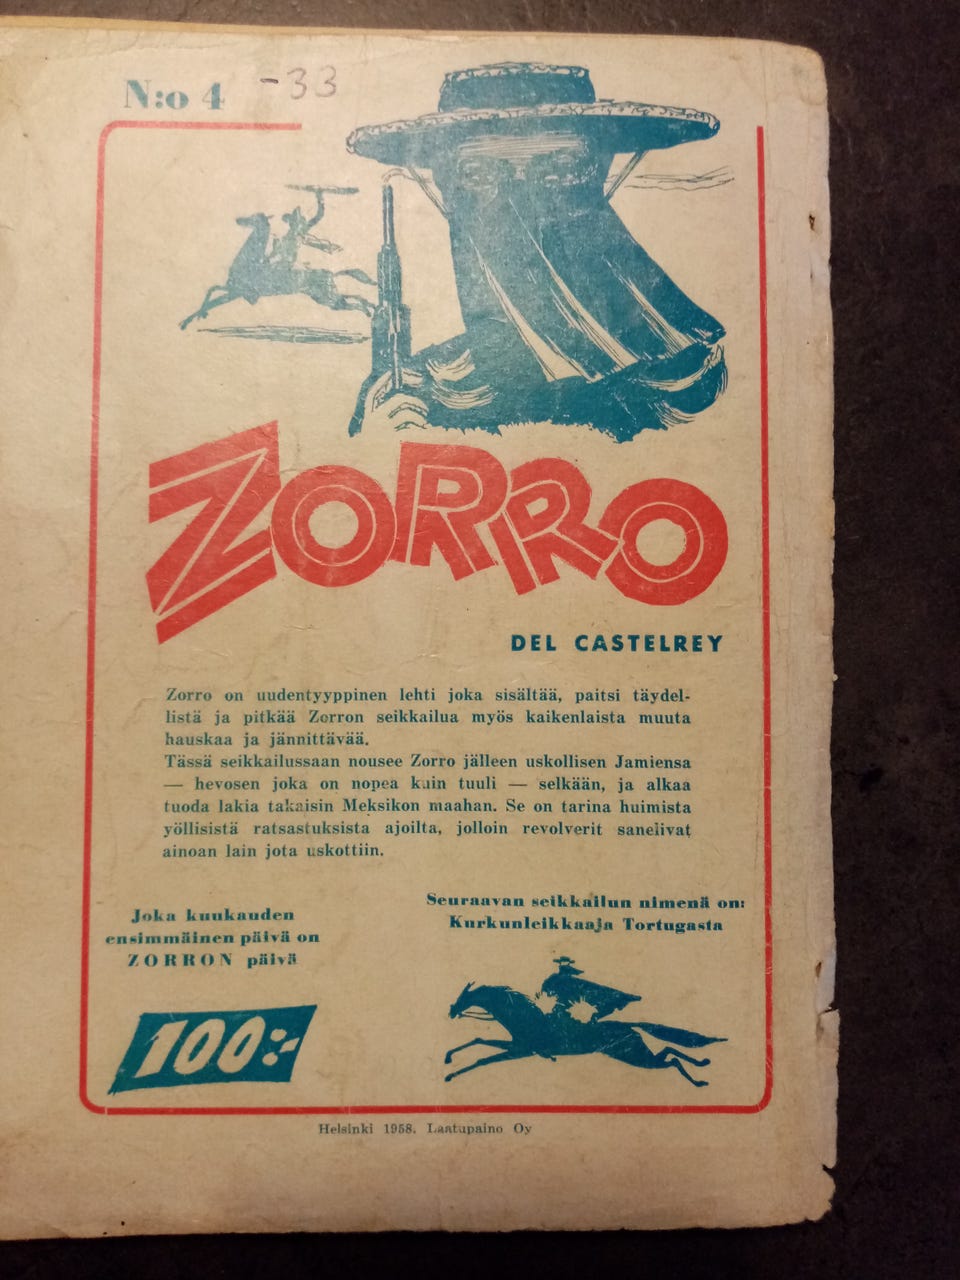 N:o 4 -33
ZORRO
DEL CASTELREY
Zorro on uudentyyppinen lehti joka sisältää, paitsi täydel-
listä ja pitkää Zorron seikkailua myös kaikenlaista muuta
hauskaa ja jännittävää.
Tässä seikkailussaan nousee Zorro jälleen uskollisen Jamiensa
— hevosen joka on nopea kuin tuuli — selkään, ja alkaa
tuoda lakia takaisin Meksikon maahan. Se on tarina huimista
yöllisistä ratsastuksista ajoilta, jolloin revolverit sanelivat
ainoan lain jota uskottiin.
Joka kuukauden
ensimmäinen päivä on
ZORRON päivä
Seuraavan seikkailun nimenä on:
Kurkunleikkaaja Tortugasta
100:-
Helsinki 1958. Laatupaino Oy